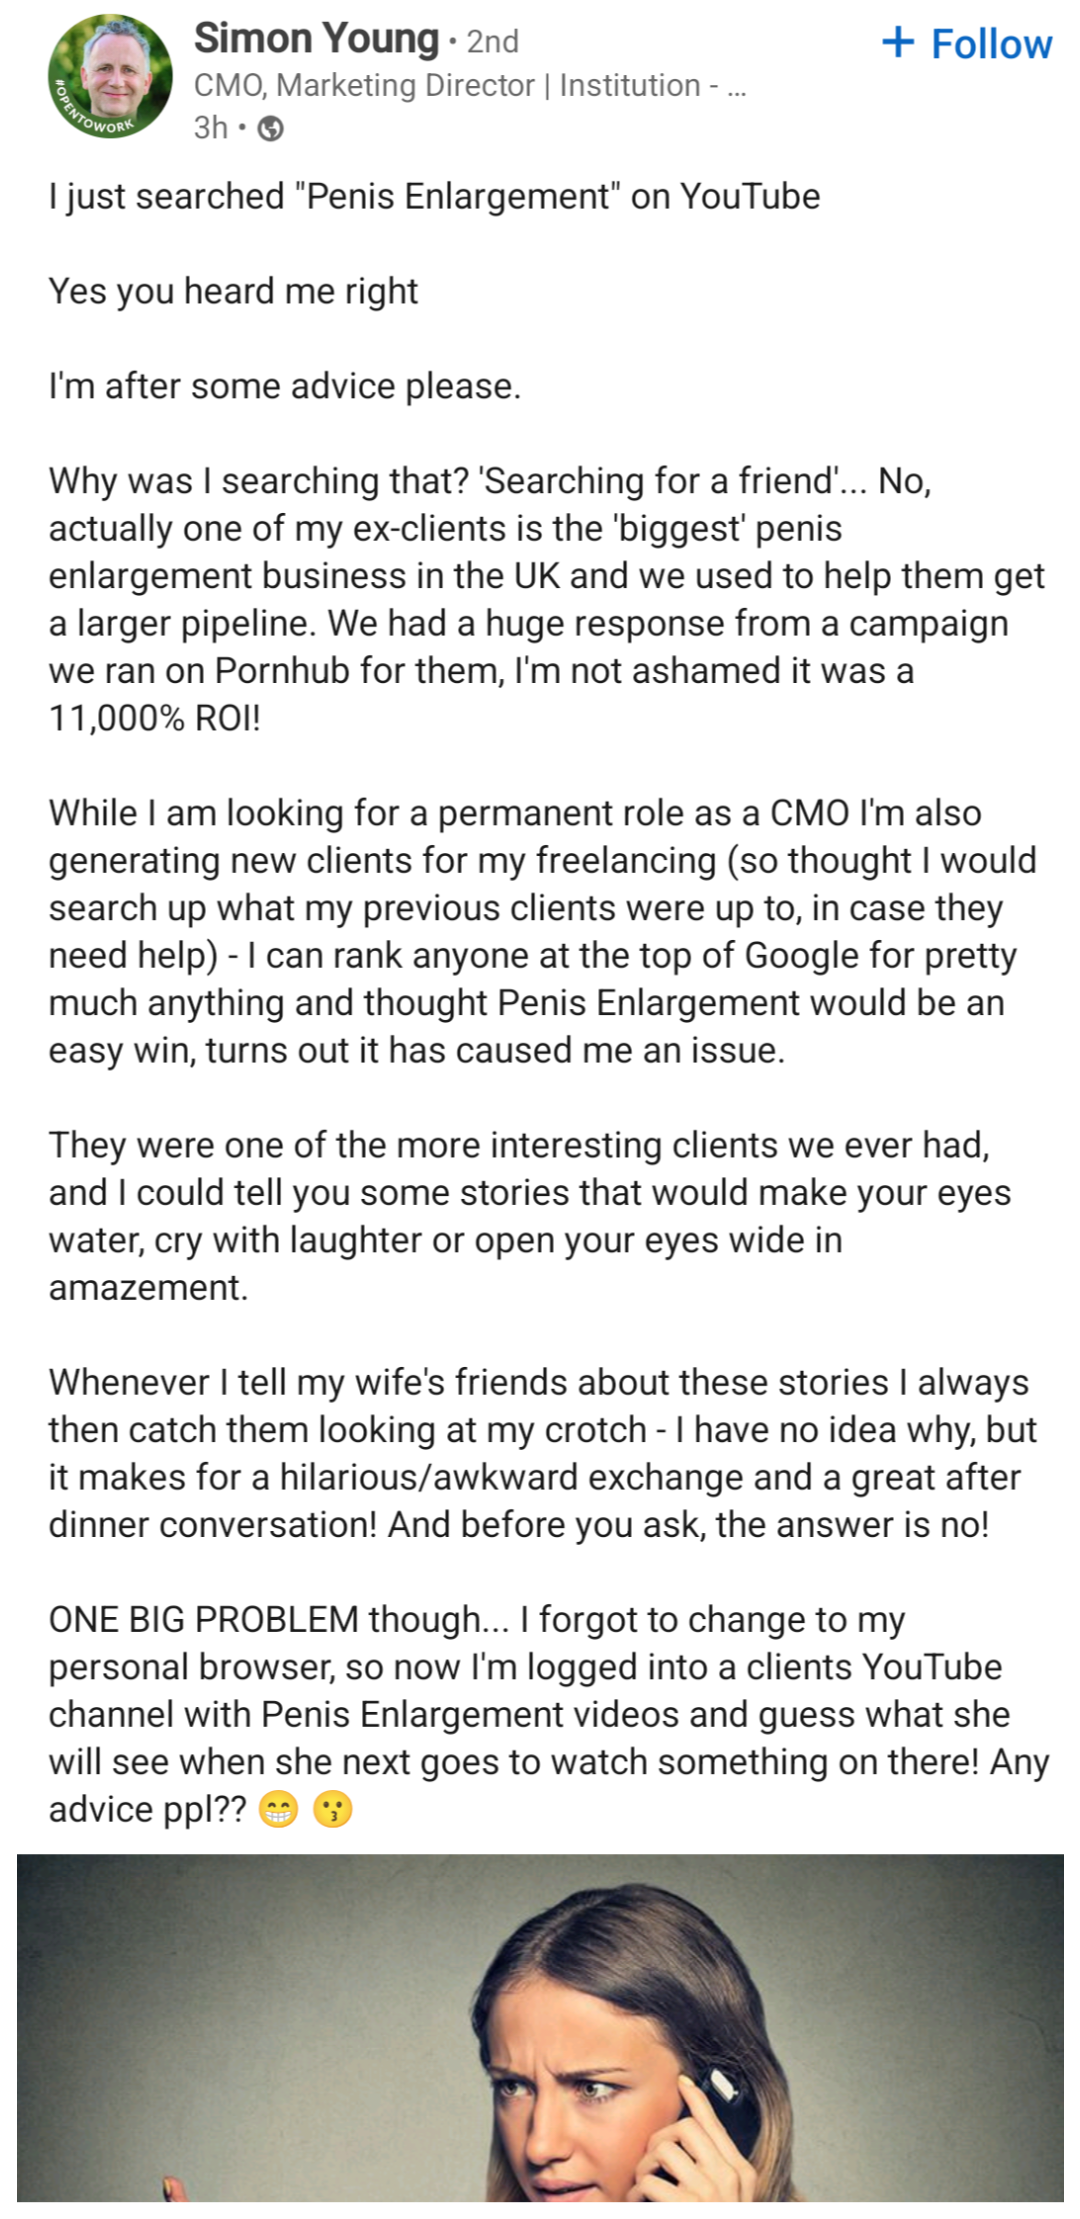 Simon Young • 2nd
+ Follow
CMO, Marketing Director | Institution - ...
3h •
#OPENTOWORK
I just searched "Penis Enlargement" on YouTube
Yes you heard me right
I'm after some advice please.
Why was I searching that? 'Searching for a friend'... No,
actually one of my ex-clients is the 'biggest' penis
enlargement business in the UK and we used to help them get
a larger pipeline. We had a huge response from a campaign
we ran on Pornhub for them, I'm not ashamed it was a
11,000% ROI!
While I am looking for a permanent role as a CMO I'm also
generating new clients for my freelancing (so thought I would
search up what my previous clients were up to, in case they
need help) - I can rank anyone at the top of Google for pretty
much anything and thought Penis Enlargement would be an
easy win, turns out it has caused me an issue.
They were one of the more interesting clients we ever had,
and I could tell you some stories that would make your eyes
water, cry with laughter or open your eyes wide in
amazement.
Whenever I tell my wife's friends about these stories I always
then catch them looking at my crotch - I have no idea why, but
it makes for a hilarious/awkward exchange and a great after
dinner conversation! And before you ask, the answer is no!
ONE BIG PROBLEM though... I forgot to change to my
personal browser, so now I'm logged into a clients YouTube
channel with Penis Enlargement videos and guess what she
will see when she next goes to watch something on there! Any
advice ppl?? 😁 😗